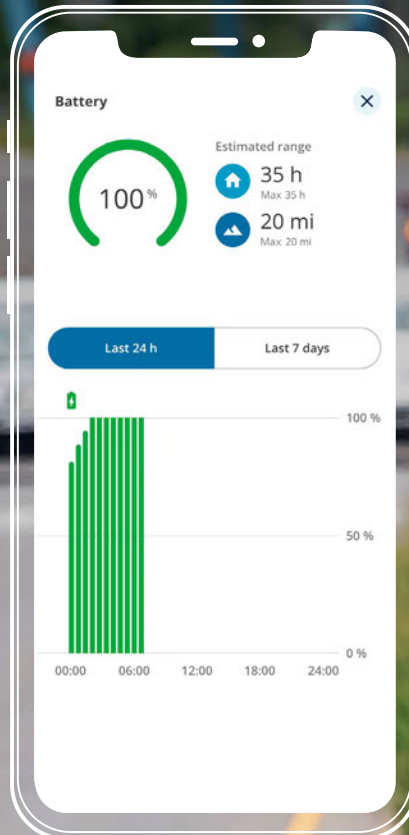 Battery
Estimated range
100 %
35 h
Max 35 h
20 mi
Max 20 mi
Last 24 h
Last 7 days
100 %
50 %
0 %
00:00 06:00 12:00 18:00 24:00